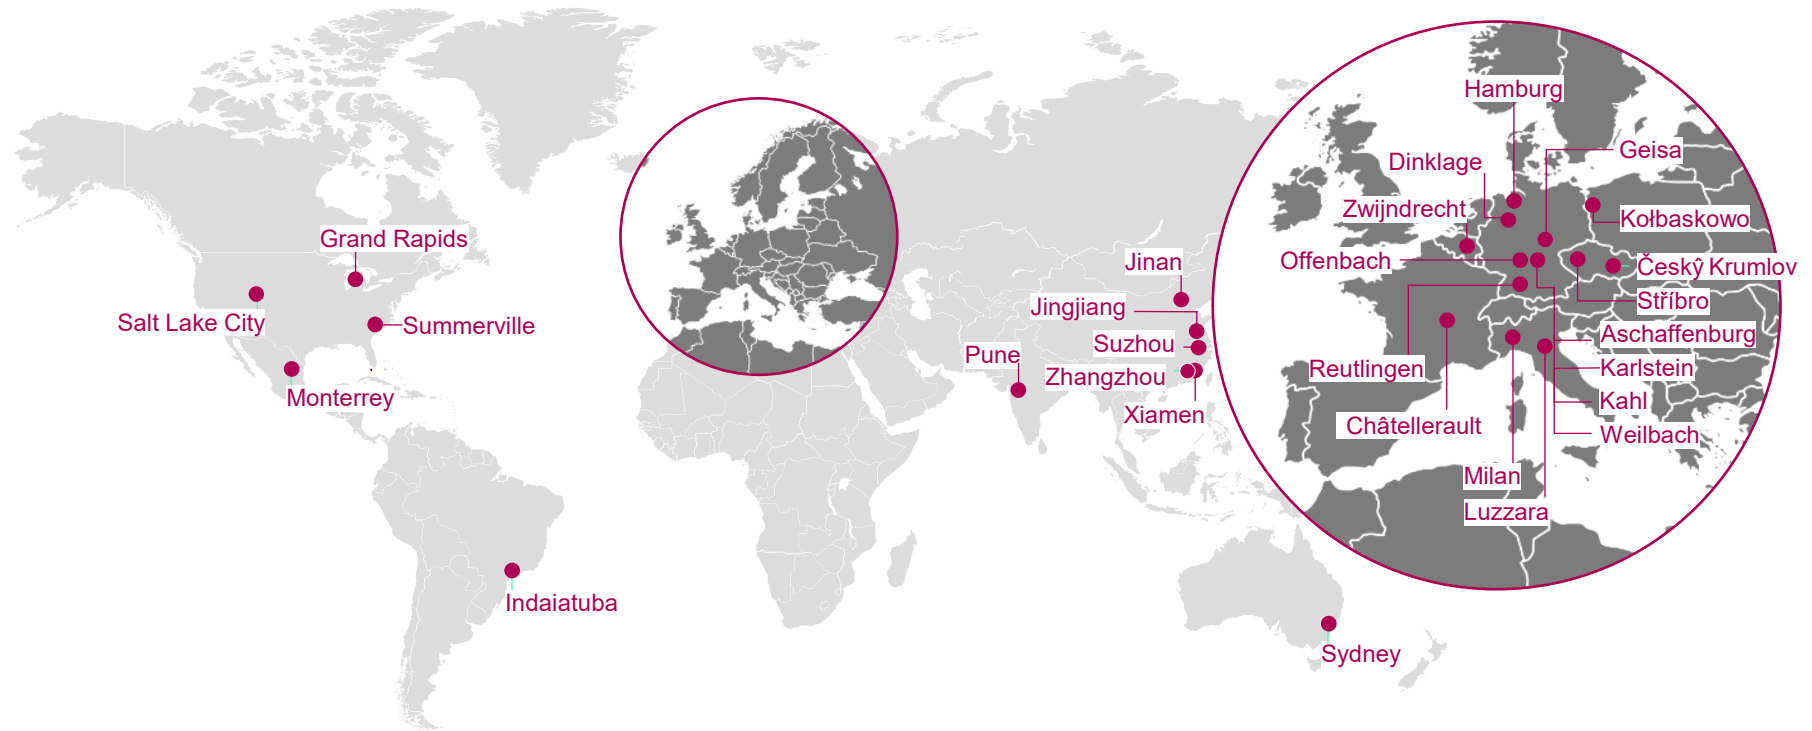 Hamburg
Geisa
Dinklage
Zwijndrecht
Kołbaskowo
Grand Rapids
Offenbach
Jinan
Českŷ Krumlov
Stříbro
Jingjiang
Salt Lake City
Summerville
Aschaffenburg
Suzhou
Pune
Reutlingen
Karlstein
Zhangzhou
Monterrey
Kahl
Xiamen
Châtellerault
Weilbach
Milan
Luzzara
Indaiatuba
Sydney